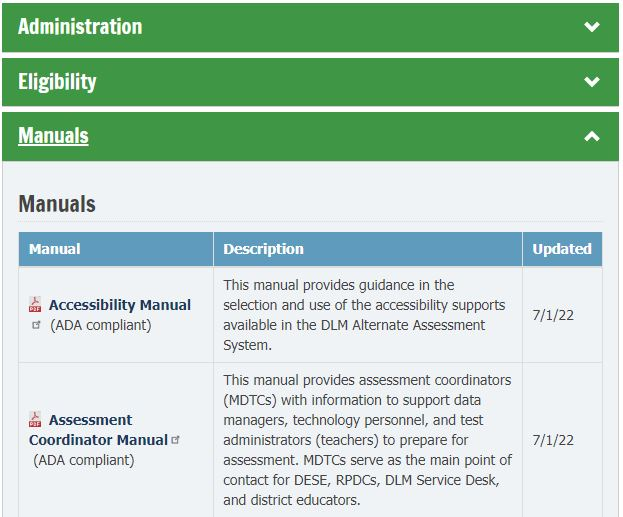 Administration
Eligibility
Manuals
Manuals
Manual Description Updated
Accessibility Manual
(ADA compliant)
This manual provides guidance in the
selection and use of the accessibility supports
available in the DLM Alternate Assessment
System.
7/1/22
Assessment
Coordinator Manual
(ADA compliant)
This manual provides assessment coordinators
(MDTCs) with information to support data
managers, technology personnel, and test
administrators (teachers) to prepare for
assessment. MDTCs serve as the main point of
contact for DESE, RPDCs, DLM Service Desk,
and district educators.
7/1/22